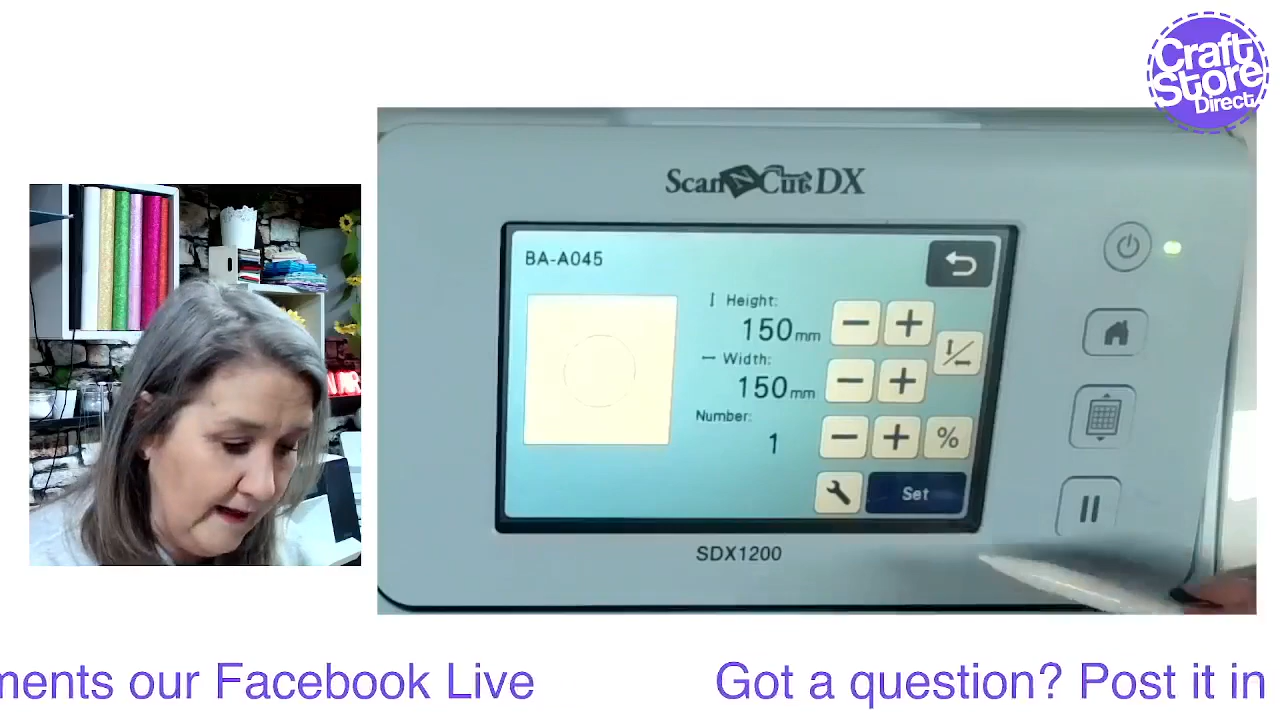 Craft
Store
Direct
ScanNCut DX
BA-A045
Height:
150mm
Width:
150mm
Number:
1
%
Set
SDX1200
ments our Facebook Live
Got a question? Post it in